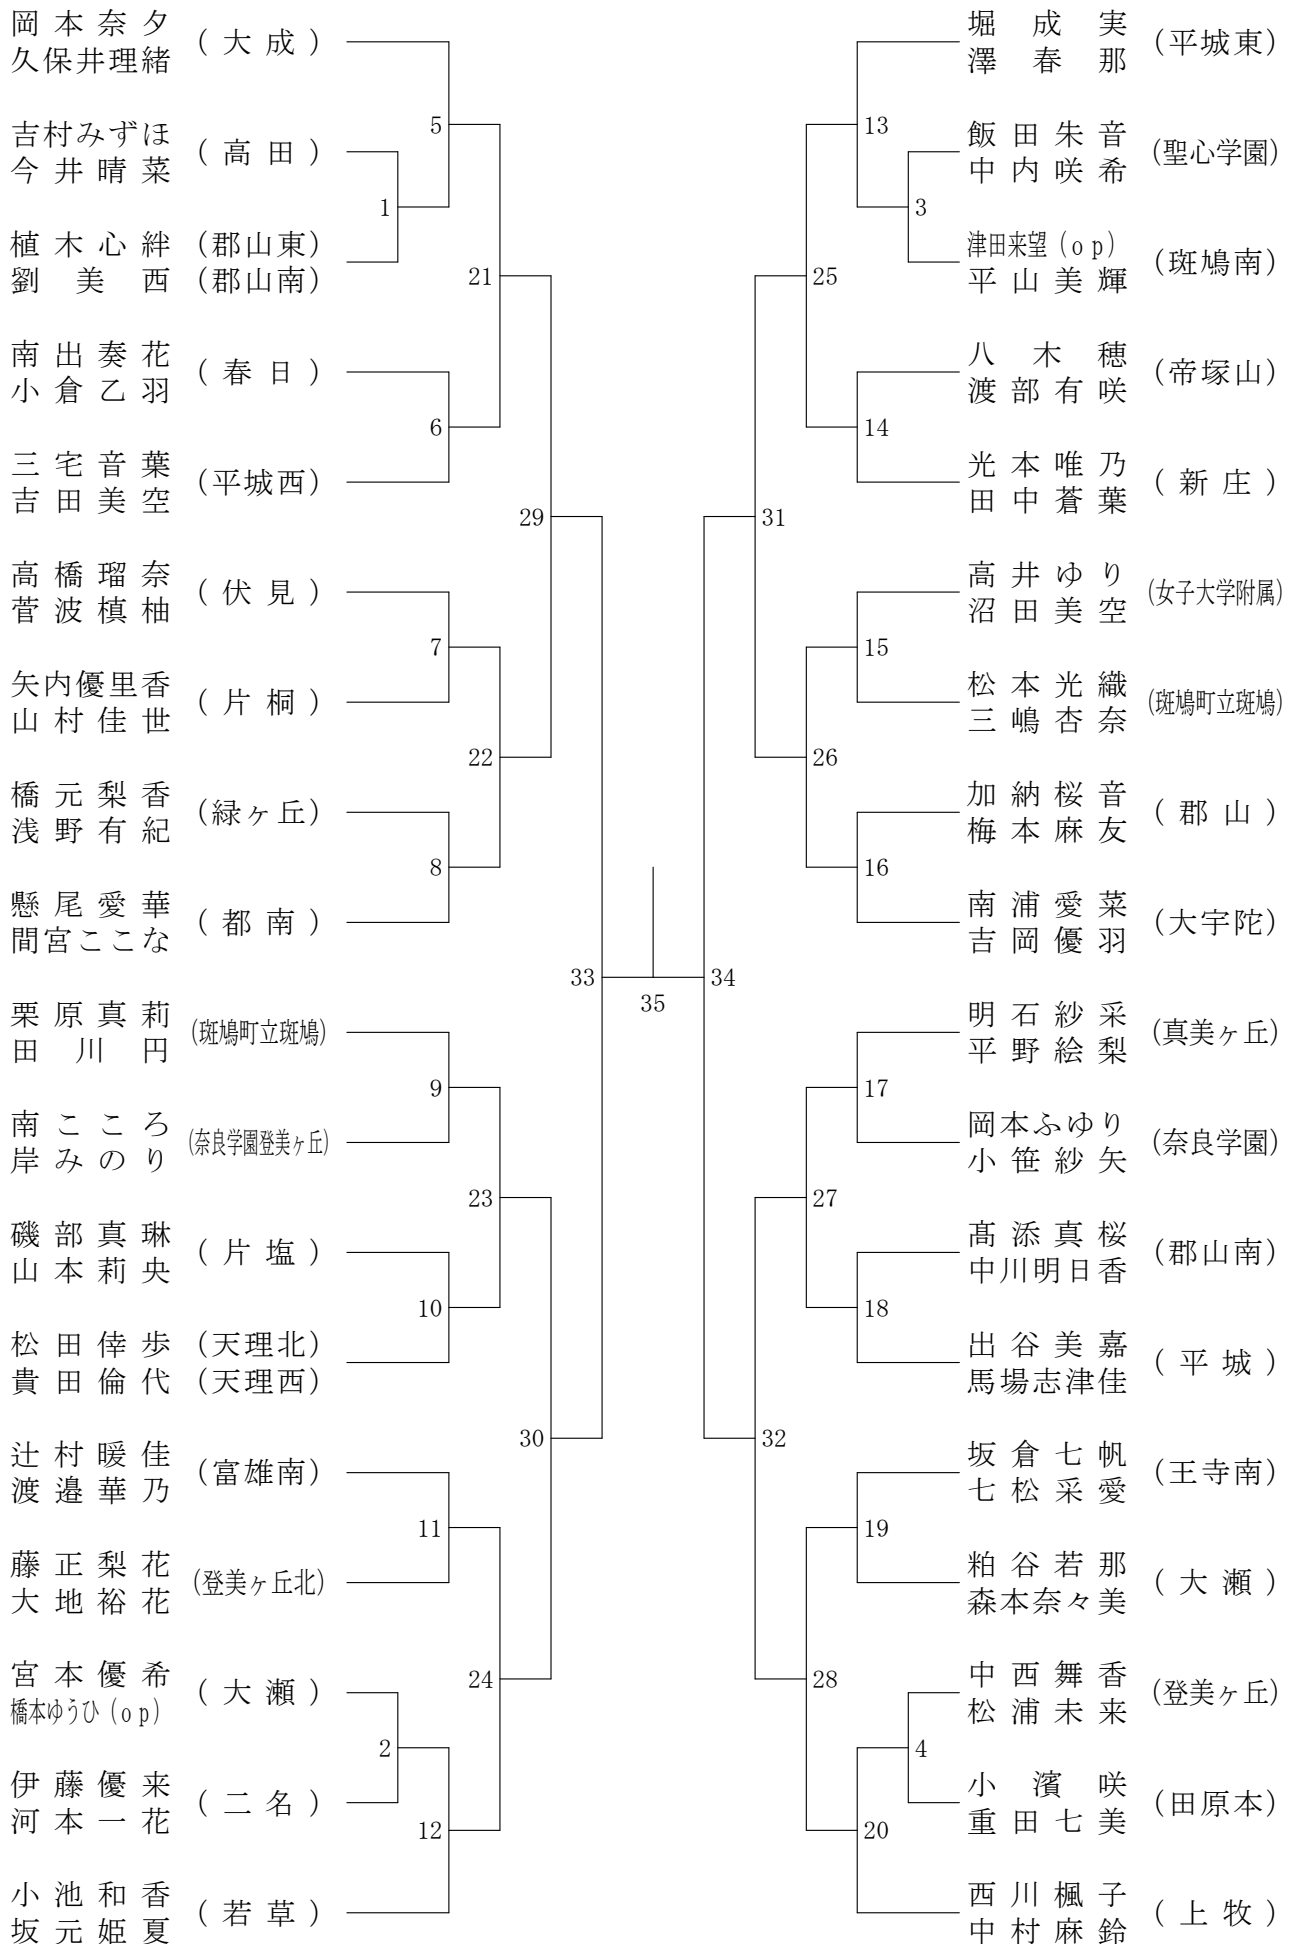 岡本奈夕 (大成)
久保井理緒
5
吉村みずほ (高田)
今井晴菜
1
植木心絆 (郡山東)
劉美西 (郡山南)
21
南出奏花 (春日)
小倉乙羽
6
三宅音葉 (平城西)
吉田美空
29
高橋瑠奈 (伏見)
菅波槙柚
7
矢内優里香 (片桐)
山村佳世
22
橋元梨香 (緑ヶ丘)
浅野有紀
8
懸尾愛華 (都南)
間宮ここな
33
栗原真莉 (斑鳩町立斑鳩)
田川円
9
南こころ (奈良学園登美ヶ丘)
岸みのり
23
磯部真琳 (片塩)
山本莉央
10
松田倖歩 (天理北)
貴田倫代 (天理西)
30
辻村暖佳 (富雄南)
渡邉華乃
11
藤正梨花 (登美ヶ丘北)
大地裕花
24
宮本優希 (大瀬)
橋本ゆうひ(op)
2
伊藤優来 (二名)
河本一花
12
小池和香 (若草)
坂元姫夏
35
堀成実 (平城東)
澤春那
13
飯田朱音 (聖心学園)
中内咲希
3
津田来望(op) (斑鳩南)
平山美輝
25
八木穂 (帝塚山)
渡部有咲
14
光本唯乃 (新庄)
田中蒼葉
31
高井ゆり (女子大学附属)
沼田美空
15
松本光織 (斑鳩町立斑鳩)
三嶋杏奈
26
加納桜音 (郡山)
梅本麻友
16
南浦愛菜 (大宇陀)
吉岡優羽
34
明石紗采 (真美ヶ丘)
平野絵梨
17
岡本ふゆり (奈良学園)
小笹紗矢
27
髙添真桜 (郡山南)
中川明日香
18
出谷美嘉 (平城)
馬場志津佳
32
坂倉七帆 (王寺南)
七松采愛
19
粕谷若那 (大瀬)
森本奈々美
28
中西舞香 (登美ヶ丘)
松浦未来
4
小濱咲 (田原本)
重田七美
20
西川楓子 (上牧)
中村麻鈴